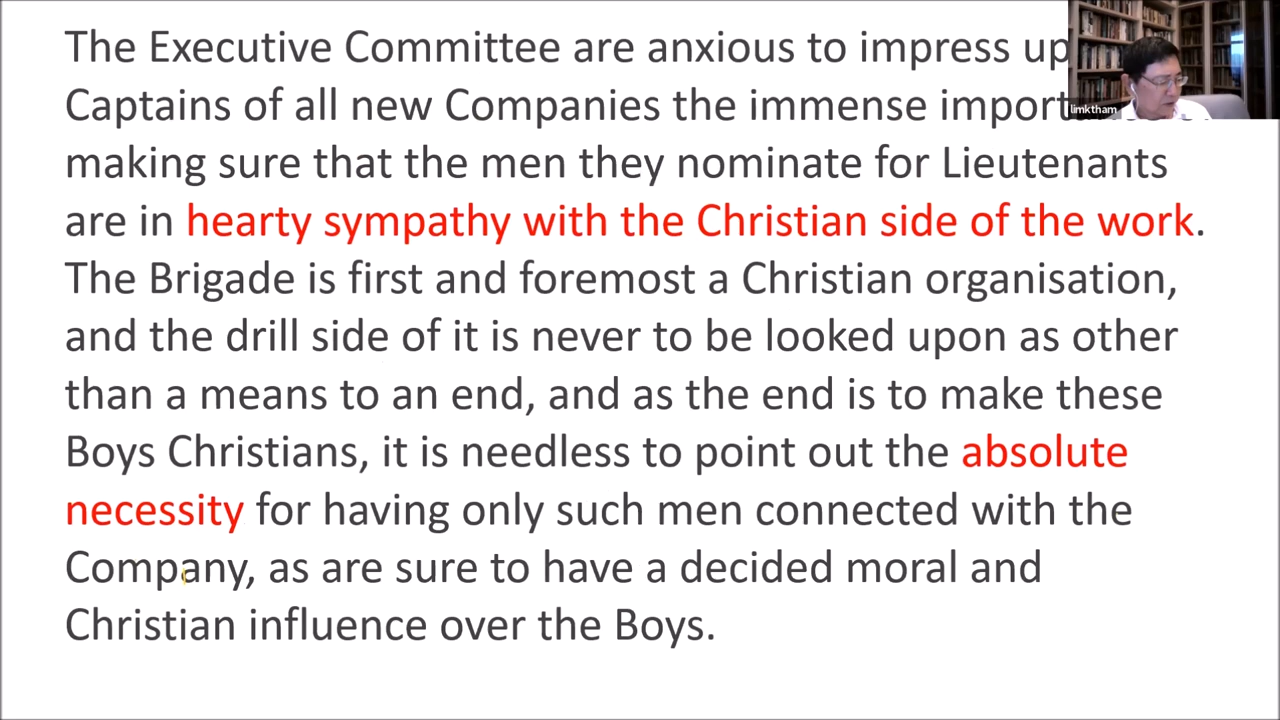 The Executive Committee are anxious to impress
Captains of all new Companies the immense
limktham
making sure that the men they nominate for Lieutenants
are in hearty sympathy with the Christian side of the work.
The Brigade is first and foremost a Christian organisation,
and the drill side of it is never to be looked upon as other
than a means to an end, and as the end is to make these
Boys Christians, it is needless to point out the absolute
necessity for having only such men connected with the
Company, as are sure to have a decided moral and
Christian influence over the Boys.